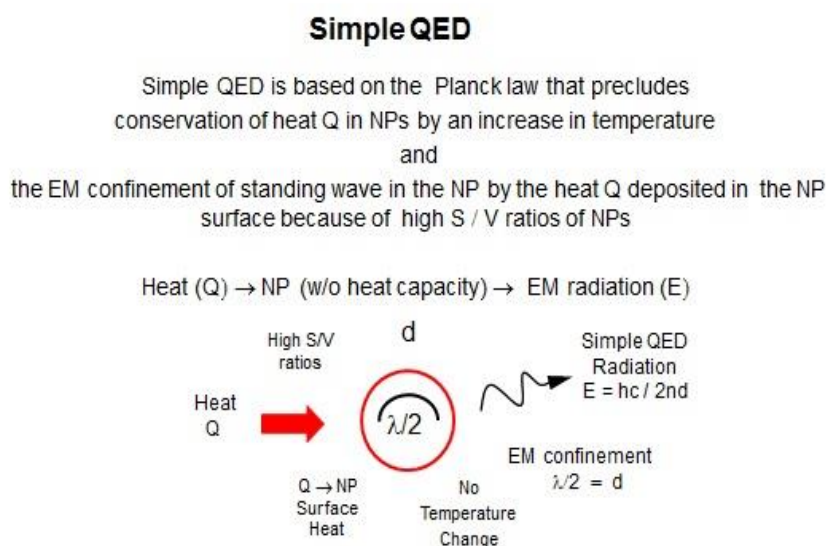 Simple QED
Simple QED is based on the Planck law that precludes
conservation of heat Q in NPs by an increase in temperature
and
the EM confinement of standing wave in the NP by the heat Q deposited in the NP
surface because of high S / V ratios of NPs
Heat (Q) → NP (w/o heat capacity) → EM radiation (E)
High S/V
ratios
d
Simple QED
Radiation
E = hc / 2nd
Heat
Q
λ/2
EM confinement
λ/2 = d
Q → NP
Surface
Heat
No
Temperature
Change